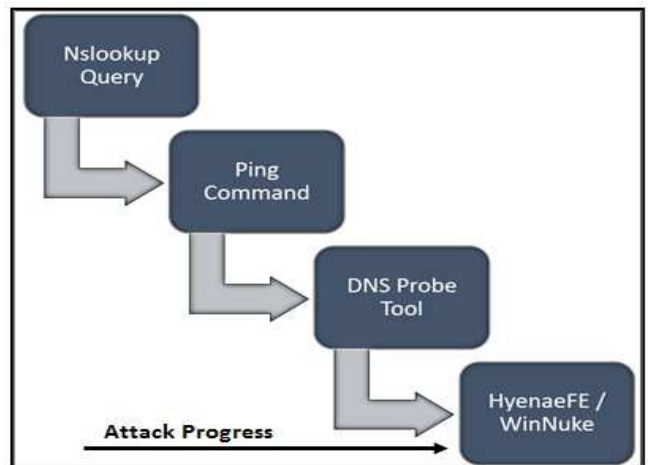 Nslookup
Query
Ping
Command
DNS Probe
Tool
HyenaeFE /
WinNuke
Attack Progress